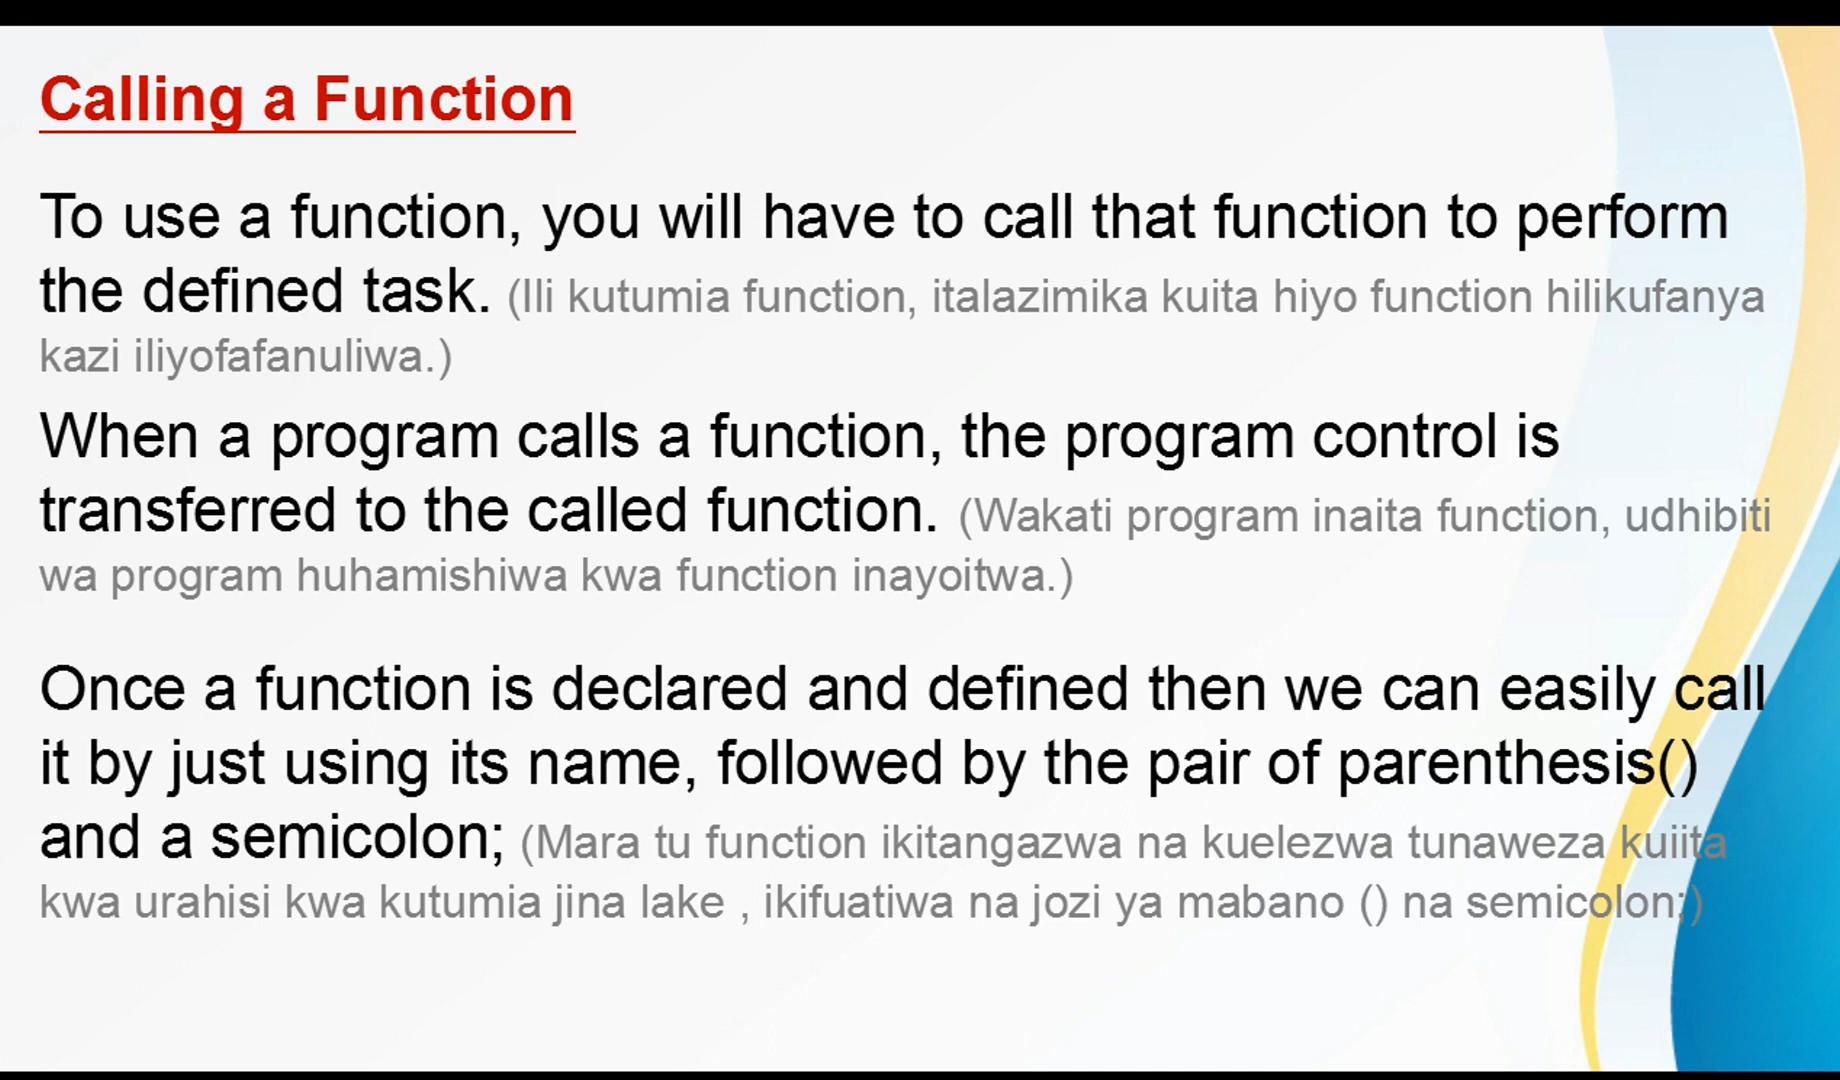 Calling a Function
To use a function, you will have to call that function to perform
the defined task. (Ili kutumia function, italazimika kuita hiyo function hilikufanya
kazi iliyofafanuliwa.)
When a program calls a function, the program control is
transferred to the called function. (Wakati program inaita function, udhibiti
wa program huhamishiwa kwa function inayoitwa.)
Once a function is declared and defined then we can easily call
it by just using its name, followed by the pair of parenthesis()
and a semicolon; (Mara tu function ikitangazwa na kuelezwa tunaweza kuiita
kwa urahisi kwa kutumia jina lake , ikifuatiwa na jozi ya mabano () na semicolon;)